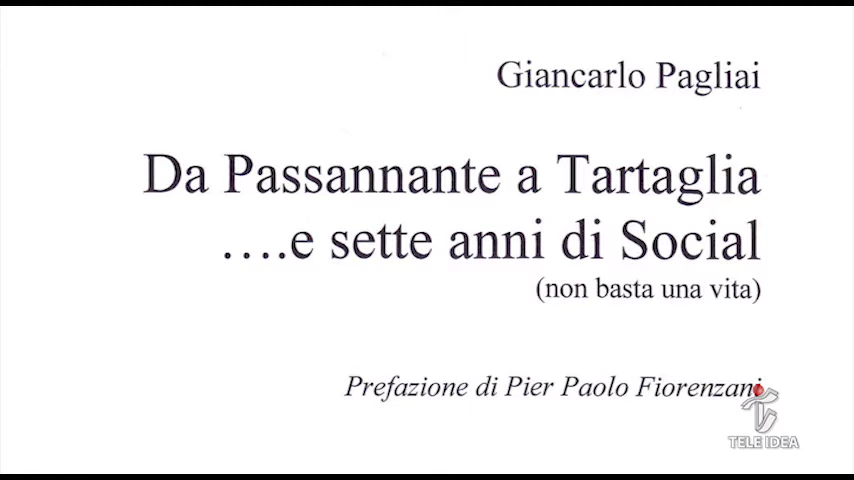 Giancarlo Pagliai
Da Passannante a Tartaglia
….e sette anni di Social
(non basta una vita)
Prefazione di Pier Paolo Fiorenzani
TELE IDEA